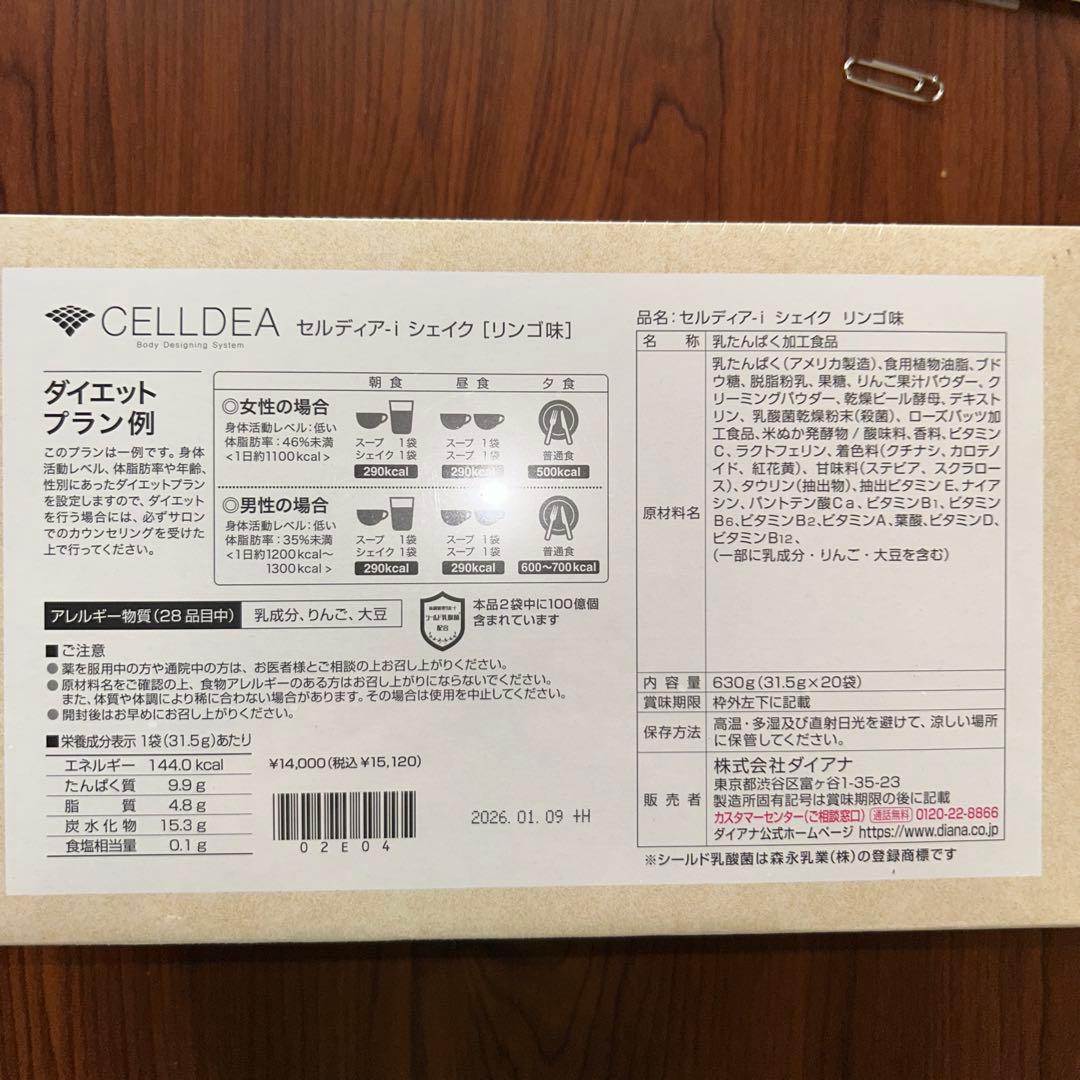 CELLDEA
Body Designing System
セルディア-i シェイク [リンゴ味]
ダイエット
プラン例
このプランは一例です。身体
活動レベル、体脂肪率や年齢、
性別にあったダイエットプラン
を設定しますので、ダイエット
を行う場合には、必ずサロン
でのカウンセリングを受けた
上で行ってください。
朝食 昼食 夕食
◎女性の場合
身体活動レベル:低い
体脂肪率:46%未満
<1日約1100kcal>
スープ 1袋
シェイク 1袋
290kcal
スープ 1袋
スープ 1袋
290kcal
普通食
500kcal
◎男性の場合
身体活動レベル:低い
体脂肪率:35%未満
<1日約1200kcal~
1300kcal>
スープ 1袋
シェイク 1袋
290kcal
スープ 1袋
スープ 1袋
290kcal
普通食
600~700kcal
アレルギー物質(28品目中) 乳成分、りんご、大豆
シールド乳酸菌
配合
本品2袋中に100億個
含まれています
■ご注意
●薬を服用中の方や通院中の方は、お医者様とご相談の上お召し上がりください。
●原材料名をご確認の上、食物アレルギーのある方はお召し上がりにならないでください。
また、体質や体調により稀に合わない場合があります。その場合は使用を中止してください。
●開封後はお早めにお召し上がりください。
■栄養成分表示 1袋(31.5g)あたり
エネルギー 144.0kcal
たんぱく質 9.9g
脂質 4.8g
炭水化物 15.3g
食塩相当量 0.1g
¥14,000(税込¥15,120)
02E04
2026.01.09 +H
品名:セルディア-i シェイク リンゴ味
名称 乳たんぱく加工食品
原材料名
乳たんぱく(アメリカ製造)、食用植物油脂、ブド
ウ糖、脱脂粉乳、果糖、りんご果汁パウダー、ク
リーミングパウダー、乾燥ビール酵母、デキスト
リン、乳酸菌乾燥粉末(殺菌)、ローズハッツ加
工食品、米ぬか発酵物/酸味料、香料、ビタミン
C、ラクトフェリン、着色料(クチナシ、カロテノ
イド、紅花黄)、甘味料(ステビア、スクラロー
ス)、タウリン(抽出物)、抽出ビタミンE、ナイア
シン、パントテン酸Ca、ビタミンB1、ビタミン
B6、ビタミンB2、ビタミンA、葉酸、ビタミンD、
ビタミンB12、
(一部に乳成分・りんご・大豆を含む)
内容量 630g(31.5g×20袋)
賞味期限 枠外左下に記載
保存方法 高温・多湿及び直射日光を避けて、涼しい場所
に保管してください。
販売者
株式会社ダイアナ
東京都渋谷区富ヶ谷1-35-23
製造所固有記号は賞味期限の後に記載
カスタマーセンター(ご相談窓口) 通話無料 0120-22-8866
ダイアナ公式ホームページ https://www.diana.co.jp
※シールド乳酸菌は森永乳業(株)の登録商標です